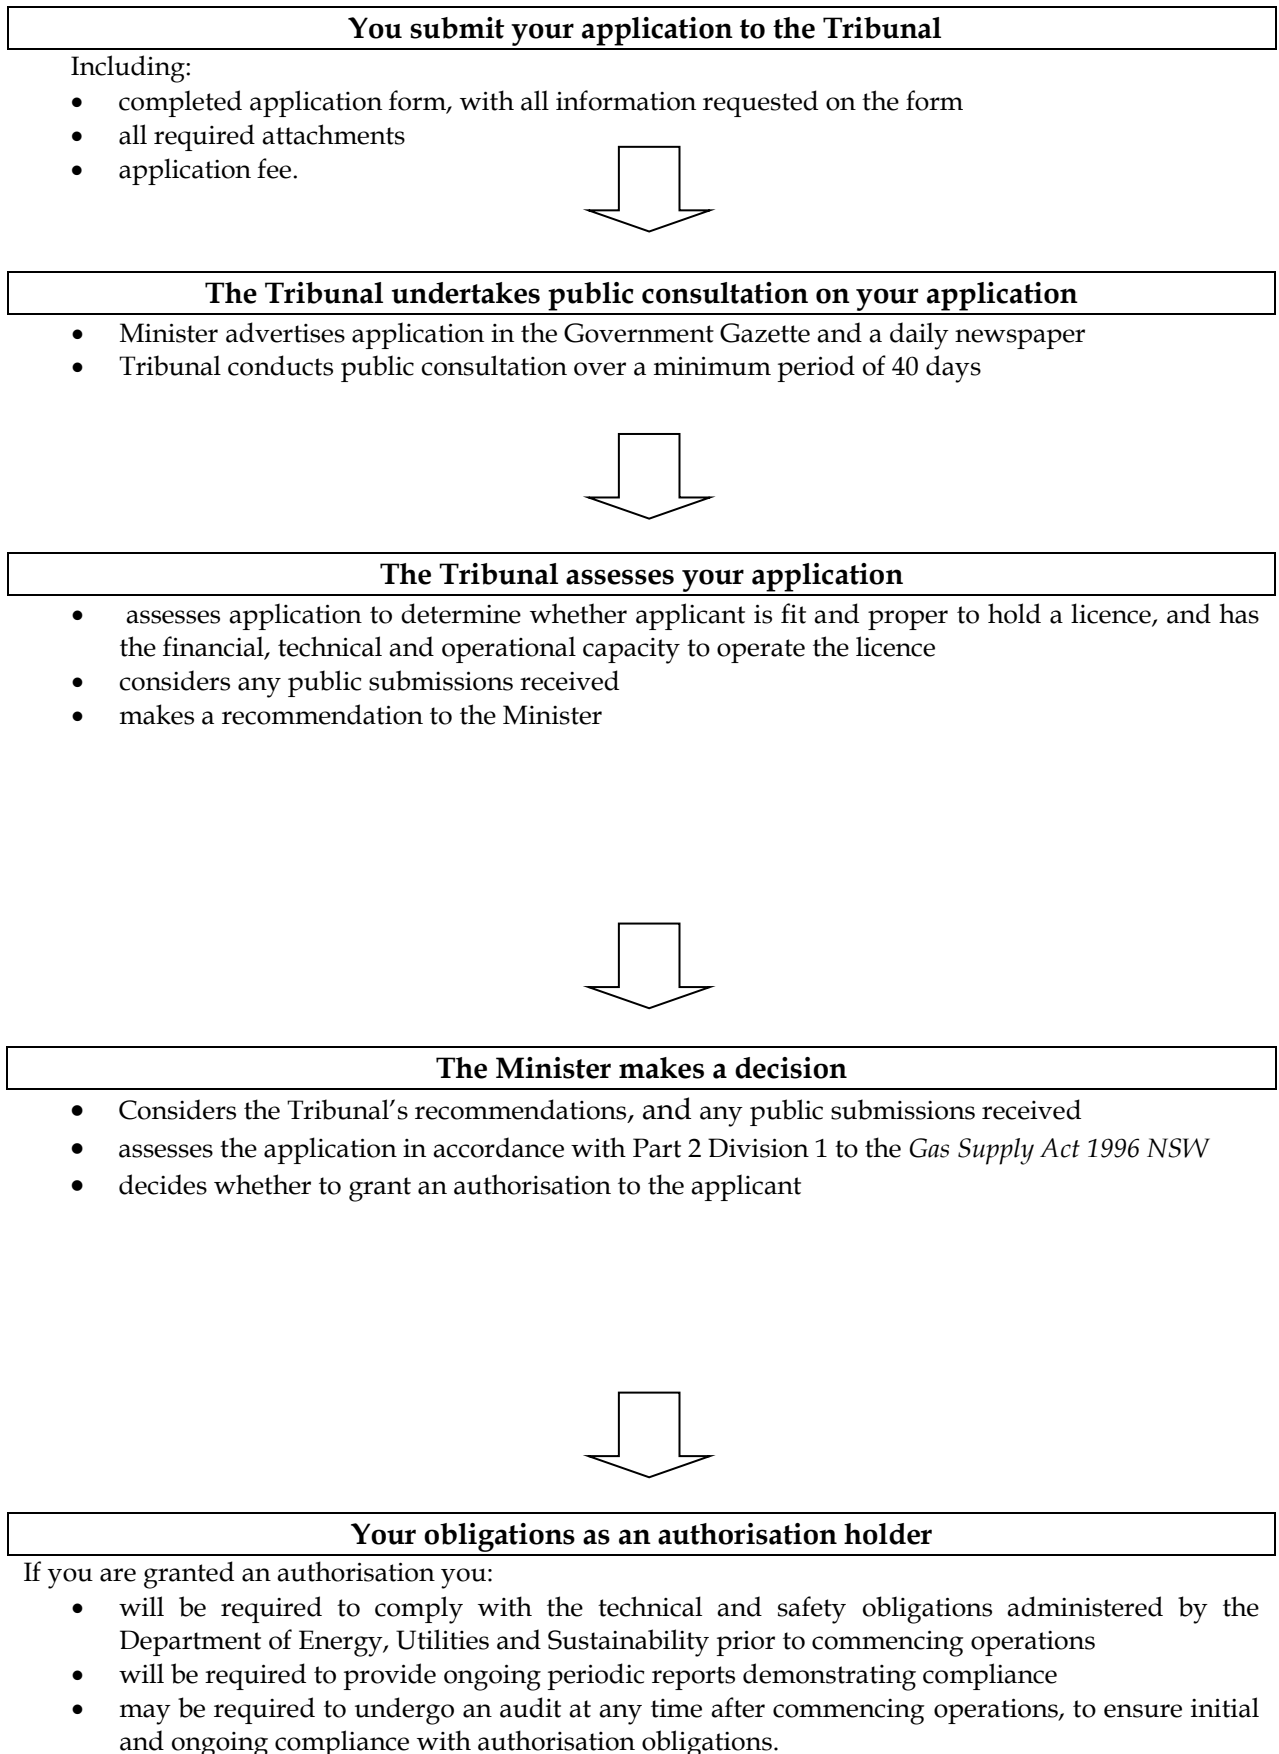 You submit your application to the Tribunal
Including:
• completed application form, with all information requested on the form
• all required attachments
• application fee.
The Tribunal undertakes public consultation on your application
• Minister advertises application in the Government Gazette and a daily newspaper
• Tribunal conducts public consultation over a minimum period of 40 days
The Tribunal assesses your application
• assesses application to determine whether applicant is fit and proper to hold a licence, and has
the financial, technical and operational capacity to operate the licence
• considers any public submissions received
• makes a recommendation to the Minister
The Minister makes a decision
• Considers the Tribunal’s recommendations, and any public submissions received
• assesses the application in accordance with Part 2 Division 1 to the Gas Supply Act 1996 NSW
• decides whether to grant an authorisation to the applicant
Your obligations as an authorisation holder
If you are granted an authorisation you:
• will be required to comply with the technical and safety obligations administered by the
Department of Energy, Utilities and Sustainability prior to commencing operations
• will be required to provide ongoing periodic reports demonstrating compliance
• may be required to undergo an audit at any time after commencing operations, to ensure initial
and ongoing compliance with authorisation obligations.